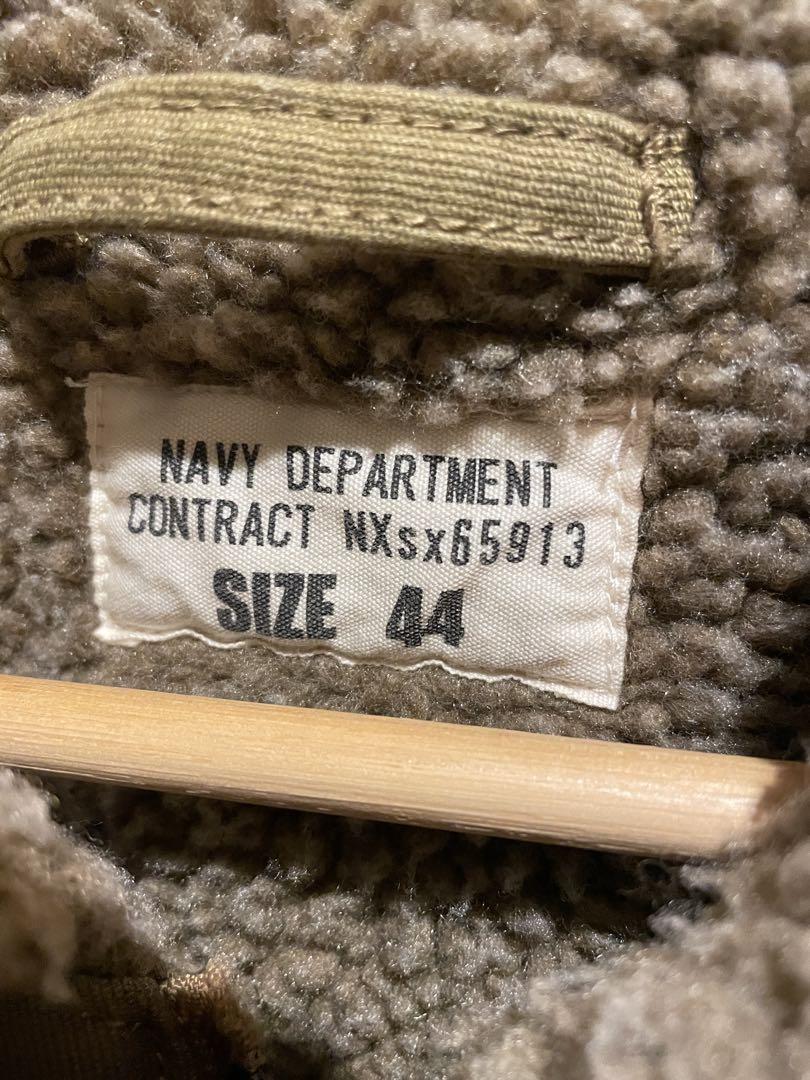 NAVY DEPARTMENT
CONTRACT NXsx65913
SIZE 44